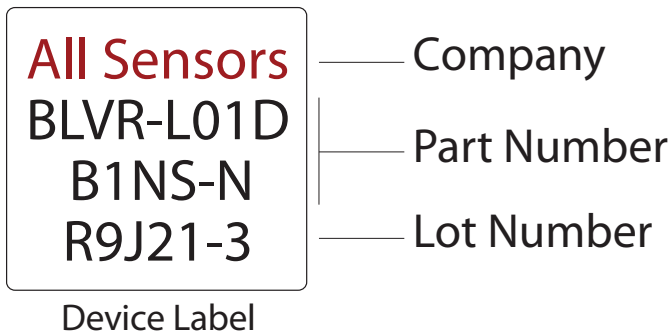 All Sensors
BLVR-L01D
B1NS-N
R9J21-3
Company
Part Number
Lot Number
Device Label